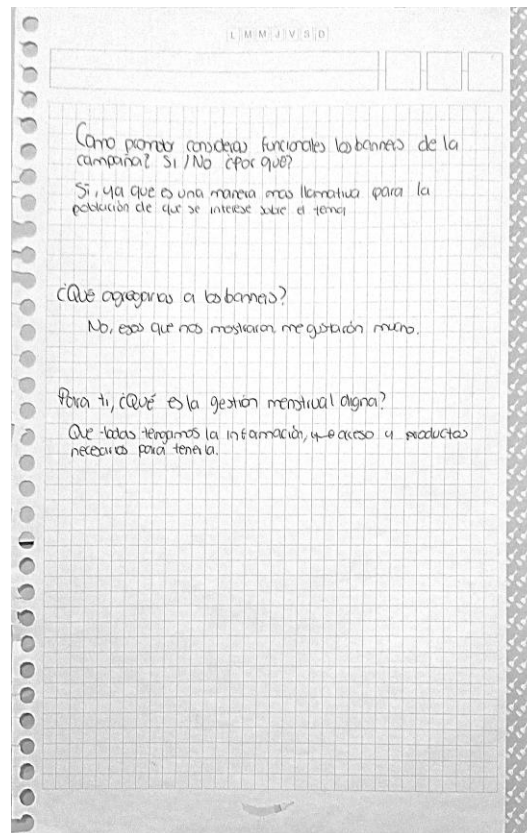 L M M J V S D
Como promotor consideras funcionales los banners de la
campaña? Si / No ¿por qué?
Si, ya que es una manera mas llamativa para la
población de que se interese sobre el tema
¿Qué agregarias a los banners?
No, esos que nos mostraron me gustarón mucho.
Para ti, ¿Qué es la gestión menstrual digna?
Que todas tengamos la información, acceso y productos
necesarios para tenerla.